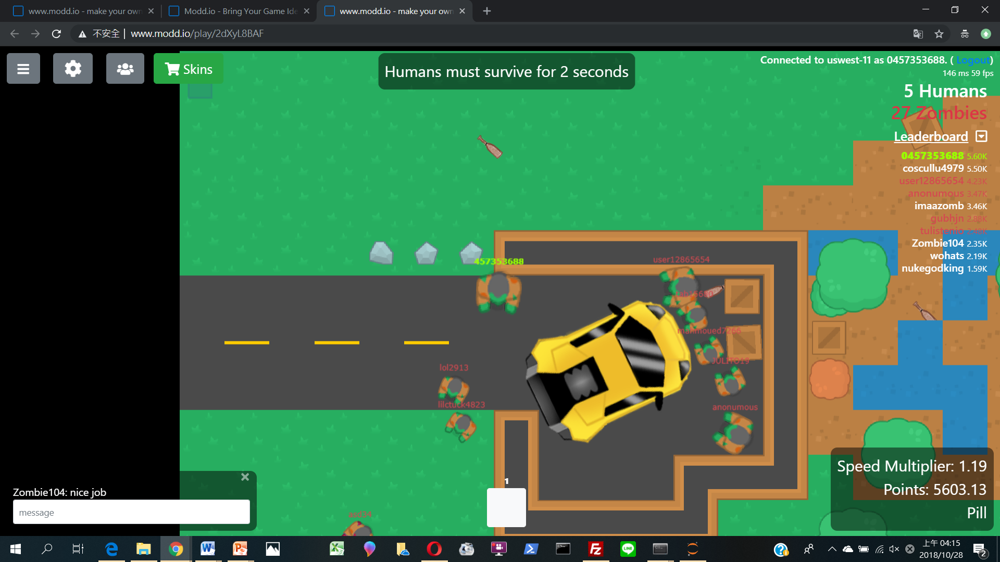 www.modd.io - make your own
Modd.io - Bring Your Game Ide
www.modd.io - make your own
不安全 | www.modd.io/play/2dXyL8BAF
Skins
Humans must survive for 2 seconds
Connected to uswest-11 as 0457353688. ( Logout)
146 ms 59 fps
5 Humans
27 Zombies
Leaderboard
0457353688 5.60K
coscullu4979 5.50K
user12865654 4.23K
anonumous 3.47K
imaazomb 3.46K
gubhjn 2.88K
tulistenio 2.48K
Zombie104 2.35K
wohats 2.19K
nukegodking 1.59K
457353688
user12865654
mahmoued7266
JULITO19
lol2913
lilctuck4823
anonumous
asd34
1
Zombie104: nice job
message
Speed Multiplier: 1.19
Points: 5603.13
Pill
上午 04:15
2018/10/28
2